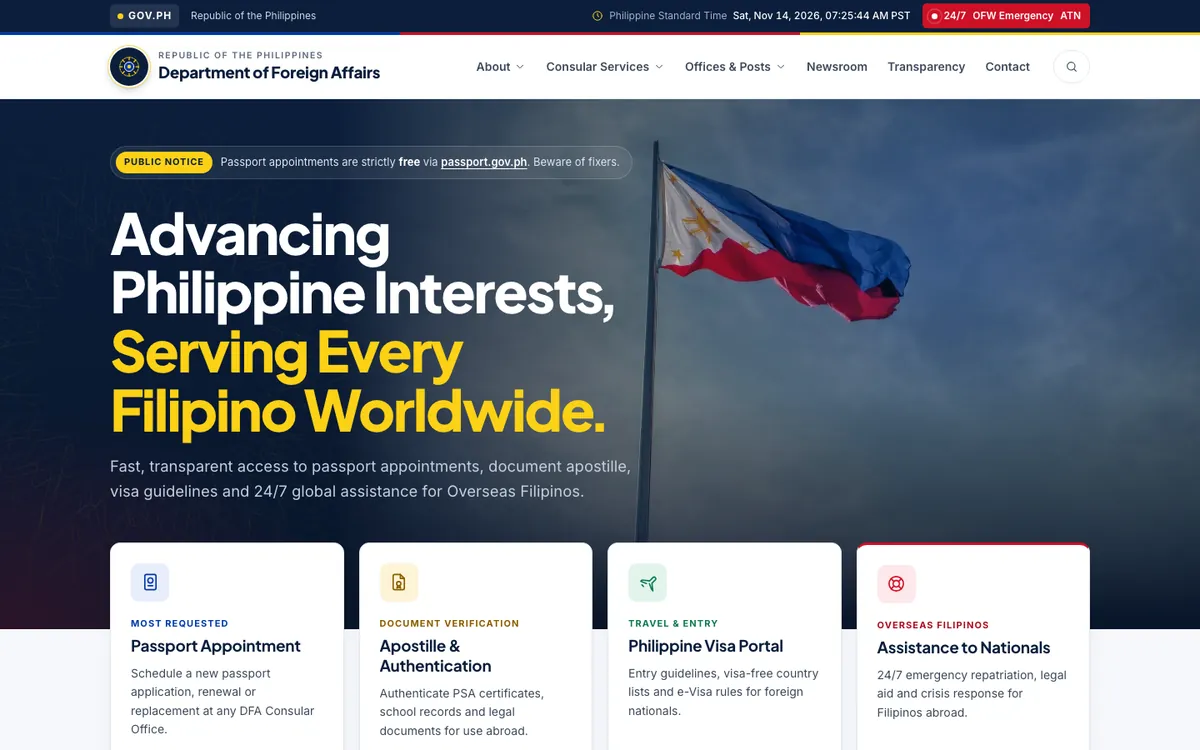 GOV.PH
Republic of the Philippines
Philippine Standard Time Sat, Nov 14, 2026, 07:25:44 AM PST
24/7 OFW Emergency ATN
REPUBLIC OF THE PHILIPPINES
Department of Foreign Affairs
About
Consular Services
Offices & Posts
Newsroom
Transparency
Contact
PUBLIC NOTICE
Passport appointments are strictly free via passport.gov.ph. Beware of fixers.
Advancing
Philippine Interests,
Serving Every
Filipino Worldwide.
Fast, transparent access to passport appointments, document apostille,
visa guidelines and 24/7 global assistance for Overseas Filipinos.
MOST REQUESTED
Passport Appointment
Schedule a new passport
application, renewal or
replacement at any DFA Consular
Office.
DOCUMENT VERIFICATION
Apostille &
Authentication
Authenticate PSA certificates,
school records and legal
documents for use abroad.
TRAVEL & ENTRY
Philippine Visa Portal
Entry guidelines, visa-free country
lists and e-Visa rules for foreign
nationals.
OVERSEAS FILIPINOS
Assistance to Nationals
24/7 emergency repatriation, legal
aid and crisis response for
Filipinos abroad.